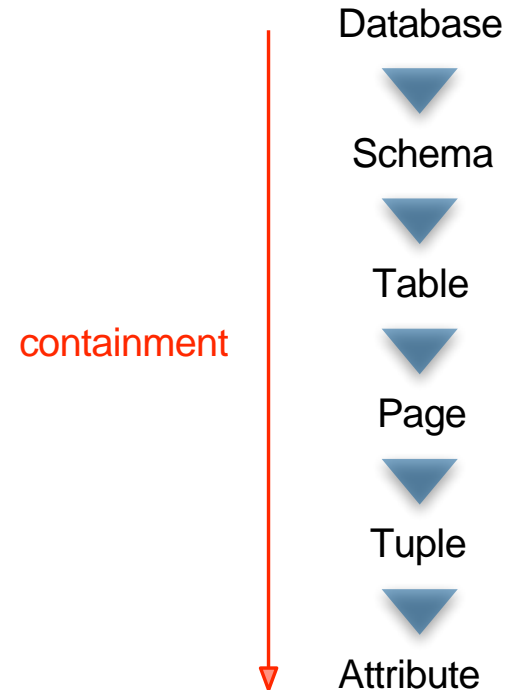 Database
Schema
Table
containment
Page
Tuple
Attribute